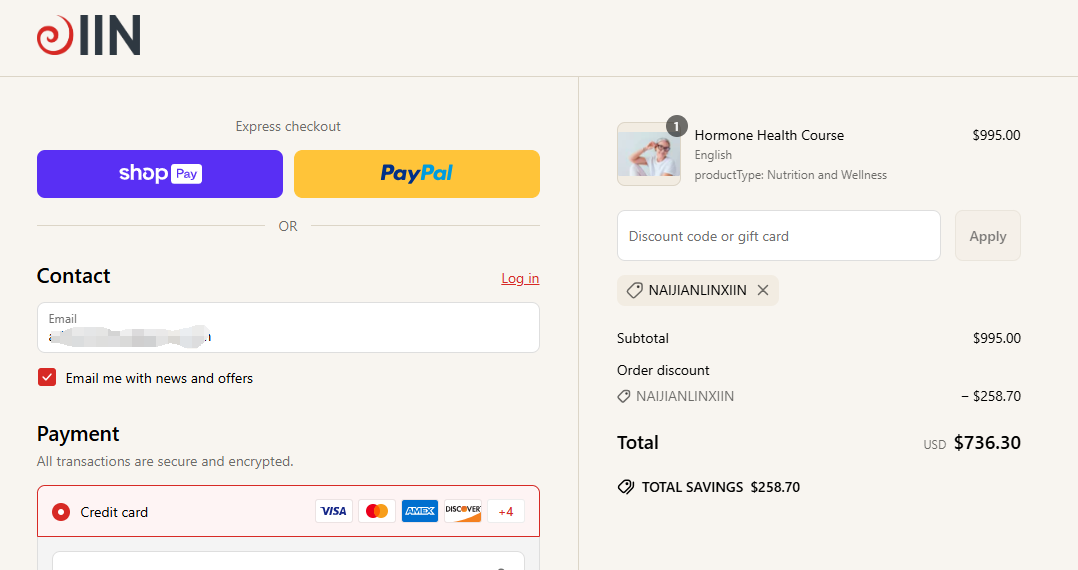 IIN
Express checkout
shop Pay
PayPal
OR
Contact
Log in
Email
Email me with news and offers
Payment
All transactions are secure and encrypted.
Credit card
VISA
AMEX
DISCOVER
+4
1
Hormone Health Course
$995.00
English
productType: Nutrition and Wellness
Discount code or gift card
Apply
NAIJIANLINXIIN
Subtotal
$995.00
Order discount
NAIJIANLINXIIN
− $258.70
Total
USD $736.30
TOTAL SAVINGS $258.70